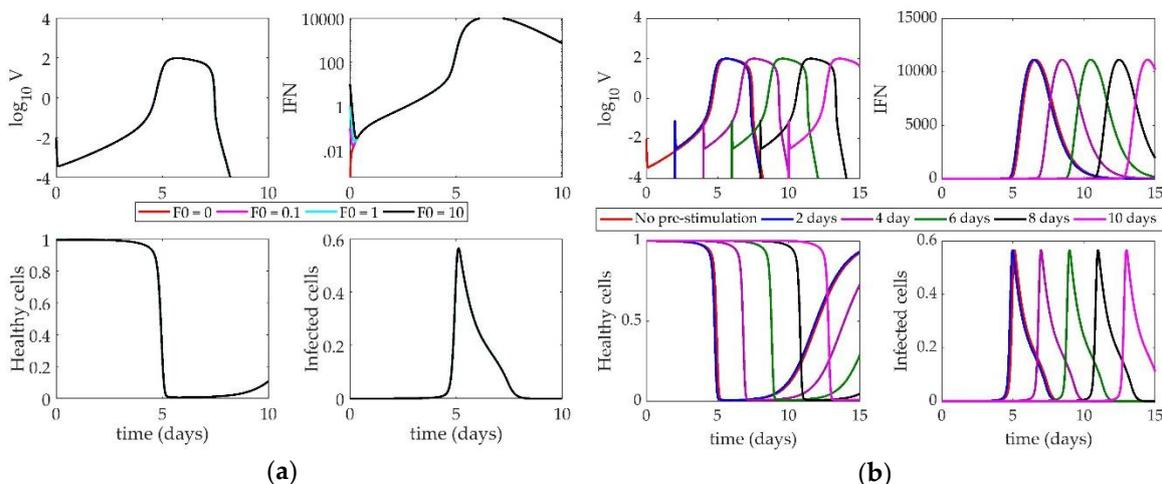 4
2
0
-2
-4
log10 V
0 5 10
10000
100
1
.01
IFN
0 5 10
F0 = 0 F0 = 0.1 F0 = 1 F0 = 10
1
0.8
0.6
0.4
0.2
0
Healthy cells
0 5 10
time (days)
0.6
0.4
0.2
0
Infected cells
0 5 10
time (days)
(a)
4
2
0
-2
-4
log10 V
0 5 10 15
15000
10000
5000
0
IFN
0 5 10 15
No pre-stimulation 2 days 4 day 6 days 8 days 10 days
1
0.5
0
Healthy cells
0 5 10 15
time (days)
0.6
0.4
0.2
0
Infected cells
0 5 10 15
time (days)
(b)